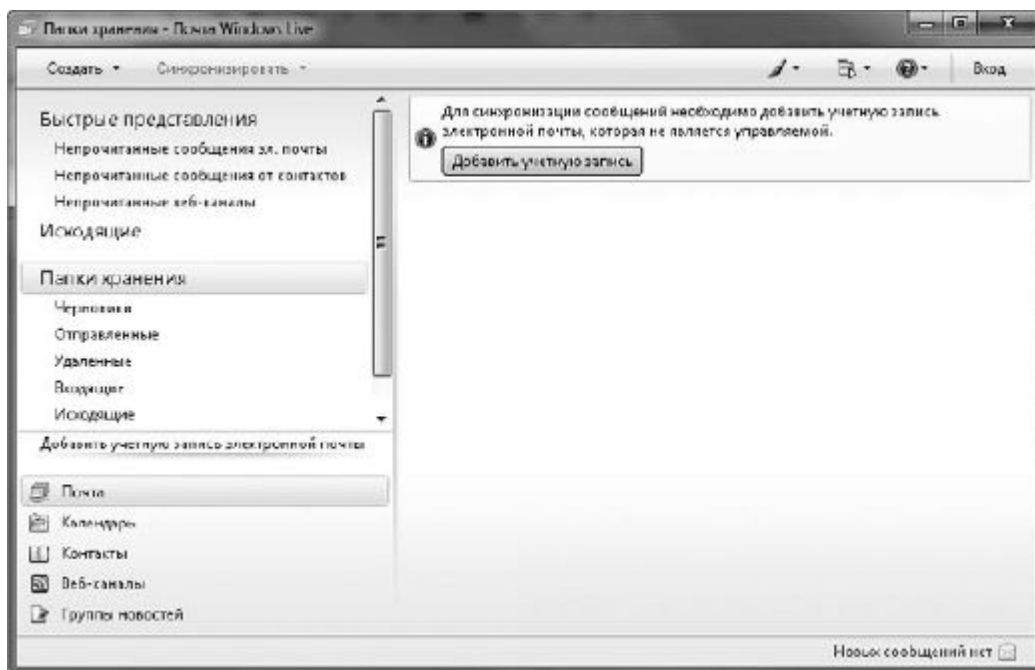 Папки хранения - Почта Windows Live
Создать Синхронизировать Вход
Быстрые представления
Непрочитанные сообщения эл. почты
Непрочитанные сообщения от контактов
Непрочитанные веб-каналы
Исходящие
Папки хранения
Черновики
Отправленные
Удаленные
Входящие
Исходящие
Добавить учетную запись электронной почты
Почта
Календарь
Контакты
Веб-каналы
Группы новостей
Для синхронизации сообщений необходимо добавить учетную запись
электронной почты, которая не является управляемой.
Добавить учетную запись
Новых сообщений нет